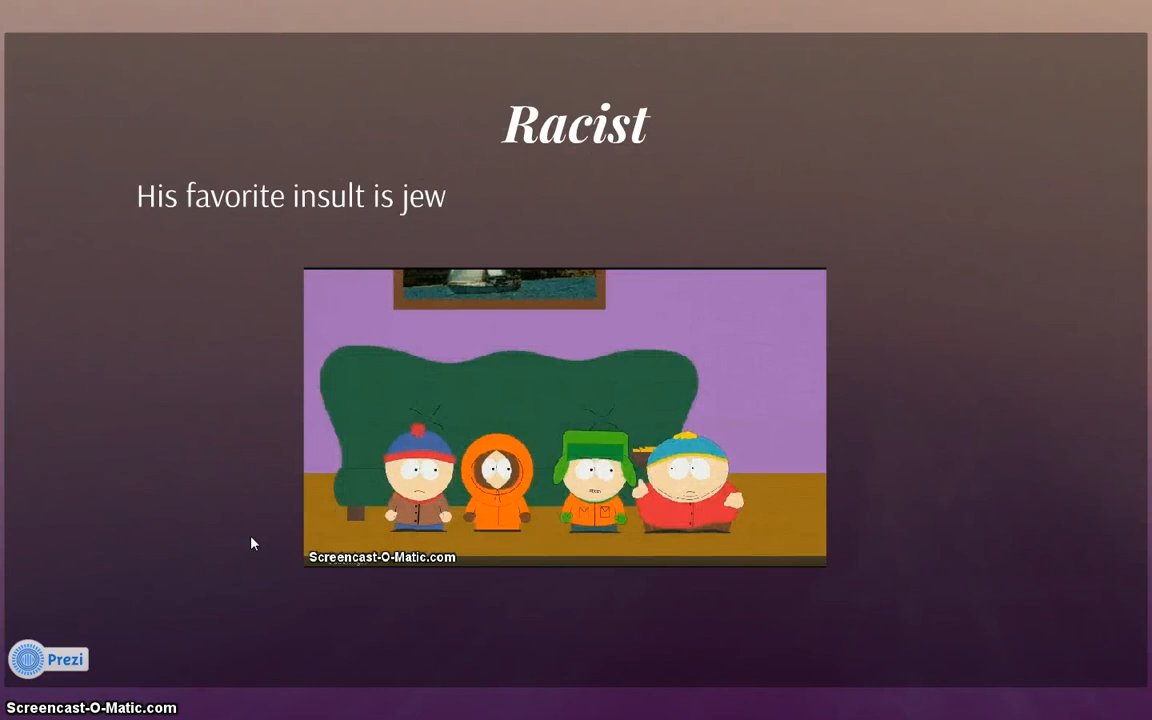 Racist
His favorite insult is jew
Screencast-O-Matic.com
Prezi
Screencast-O-Matic.com